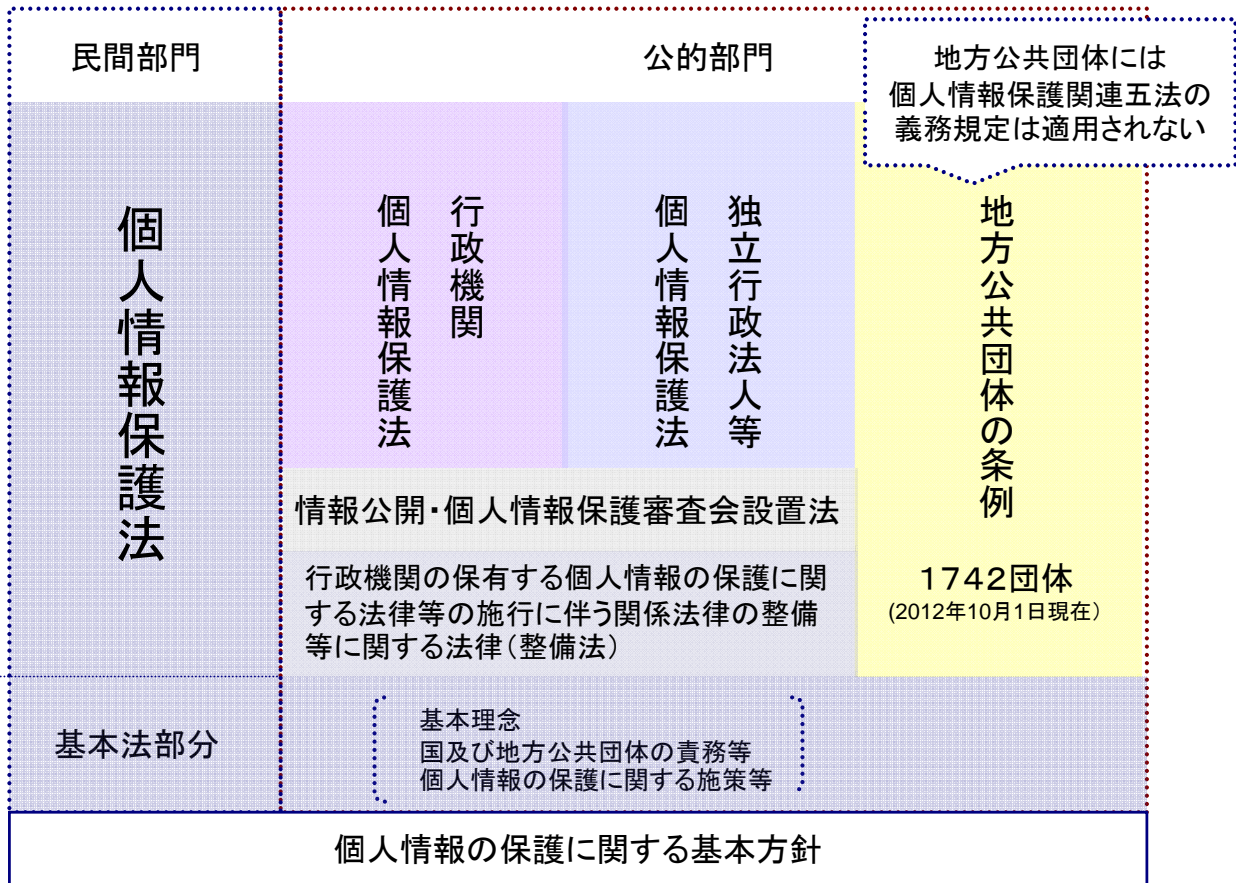 民間部門
公的部門
地方公共団体には
個人情報保護関連五法の
義務規定は適用されない
個人情報保護法
行政機関
個人情報保護法
独立行政法人等
個人情報保護法
地方公共団体の条例
1742団体
(2012年10月1日現在)
情報公開・個人情報保護審査会設置法
行政機関の保有する個人情報の保護に関
する法律等の施行に伴う関係法律の整備
等に関する法律(整備法)
基本法部分
基本理念
国及び地方公共団体の責務等
個人情報の保護に関する施策等
個人情報の保護に関する基本方針